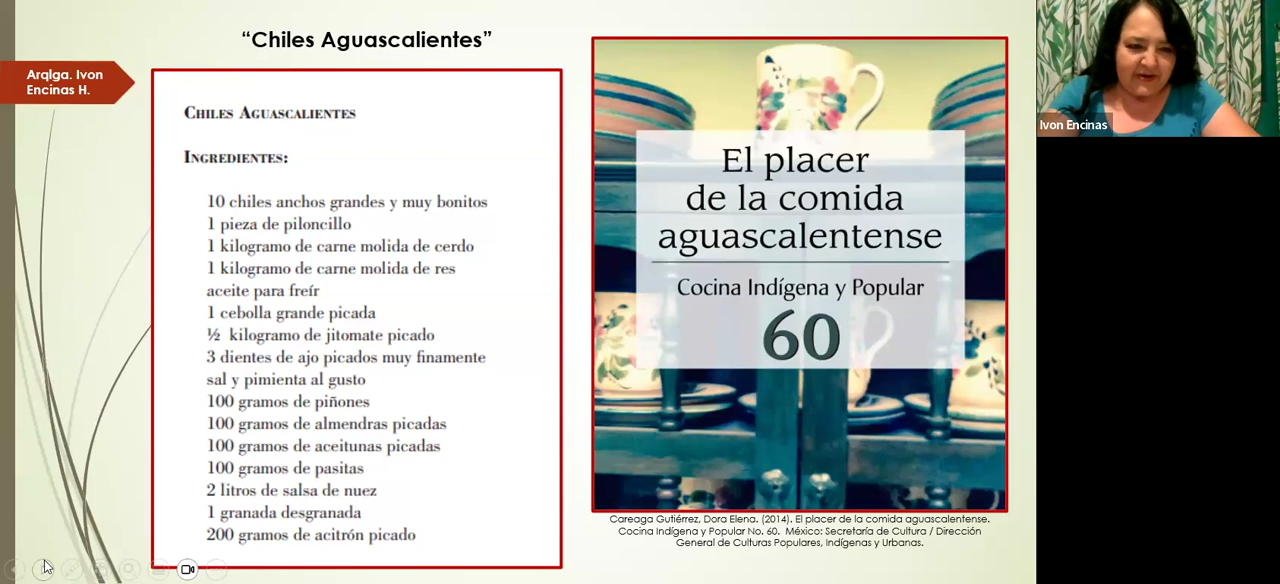 “Chiles Aguascalientes”
Arqlga. Ivon
Encinas H.
CHILES AGUASCALIENTES
INGREDIENTES:
10 chiles anchos grandes y muy bonitos
1 pieza de piloncillo
1 kilogramo de carne molida de cerdo
1 kilogramo de carne molida de res
aceite para freír
1 cebolla grande picada
½ kilogramo de jitomate picado
3 dientes de ajo picados muy finamente
sal y pimienta al gusto
100 gramos de piñones
100 gramos de almendras picadas
100 gramos de aceitunas picadas
100 gramos de pasitas
2 litros de salsa de nuez
1 granada desgranada
200 gramos de acitrón picado
El placer
de la comida
aguascalentense
Cocina Indígena y Popular
60
Careaga Gutiérrez, Dora Elena. (2014). El placer de la comida aguascalentense.
Cocina Indígena y Popular No. 60. México: Secretaría de Cultura / Dirección
General de Culturas Populares, Indígenas y Urbanas.
Ivon Encinas